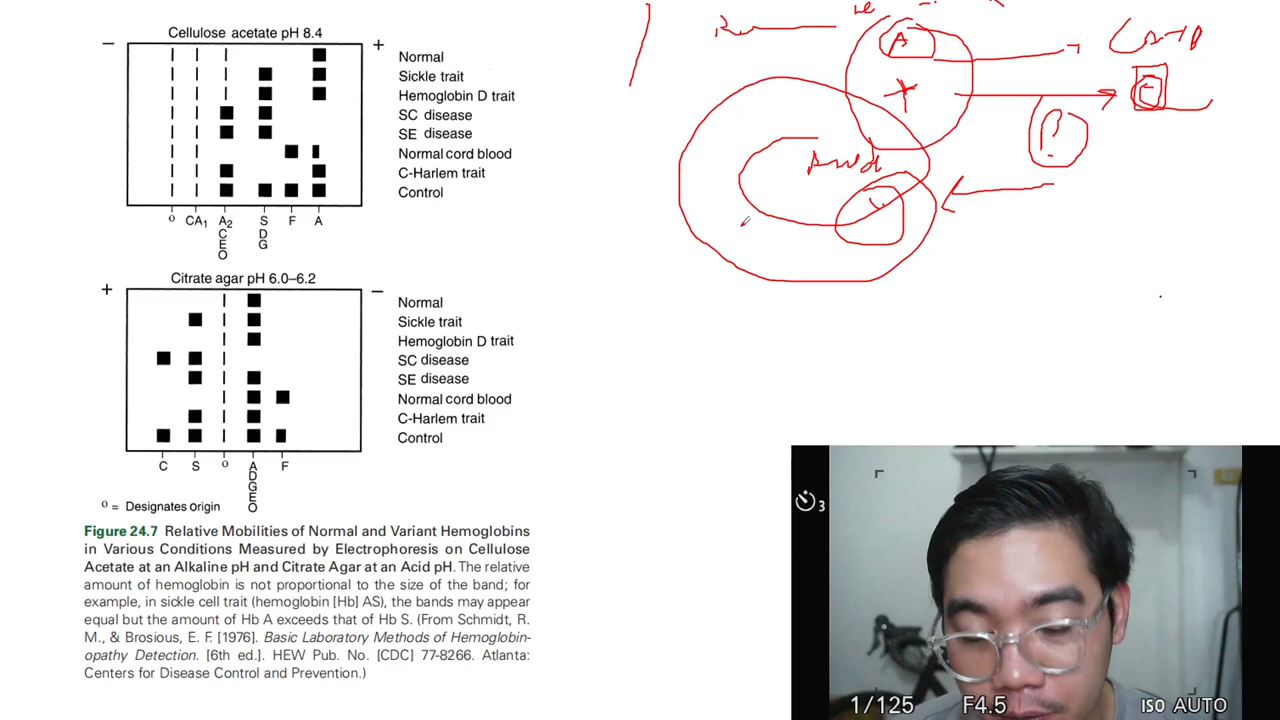 Cellulose acetate pH 8.4
− +
Normal
Sickle trait
Hemoglobin D trait
SC disease
SE disease
Normal cord blood
C-Harlem trait
Control
o CA1 A2 S F A
C D
E G
O
Citrate agar pH 6.0–6.2
+ −
Normal
Sickle trait
Hemoglobin D trait
SC disease
SE disease
Normal cord blood
C-Harlem trait
Control
C S o A F
D
G
E
O
o = Designates origin
Figure 24.7 Relative Mobilities of Normal and Variant Hemoglobins
in Various Conditions Measured by Electrophoresis on Cellulose
Acetate at an Alkaline pH and Citrate Agar at an Acid pH. The relative
amount of hemoglobin is not proportional to the size of the band; for
example, in sickle cell trait (hemoglobin [Hb] AS), the bands may appear
equal but the amount of Hb A exceeds that of Hb S. (From Schmidt, R.
M., & Brosious, E. F. [1976]. Basic Laboratory Methods of Hemoglobin-
opathy Detection. [6th ed.]. HEW Pub. No. [CDC] 77-8266. Atlanta:
Centers for Disease Control and Prevention.)
A
3
1/125 F4.5 ISO AUTO